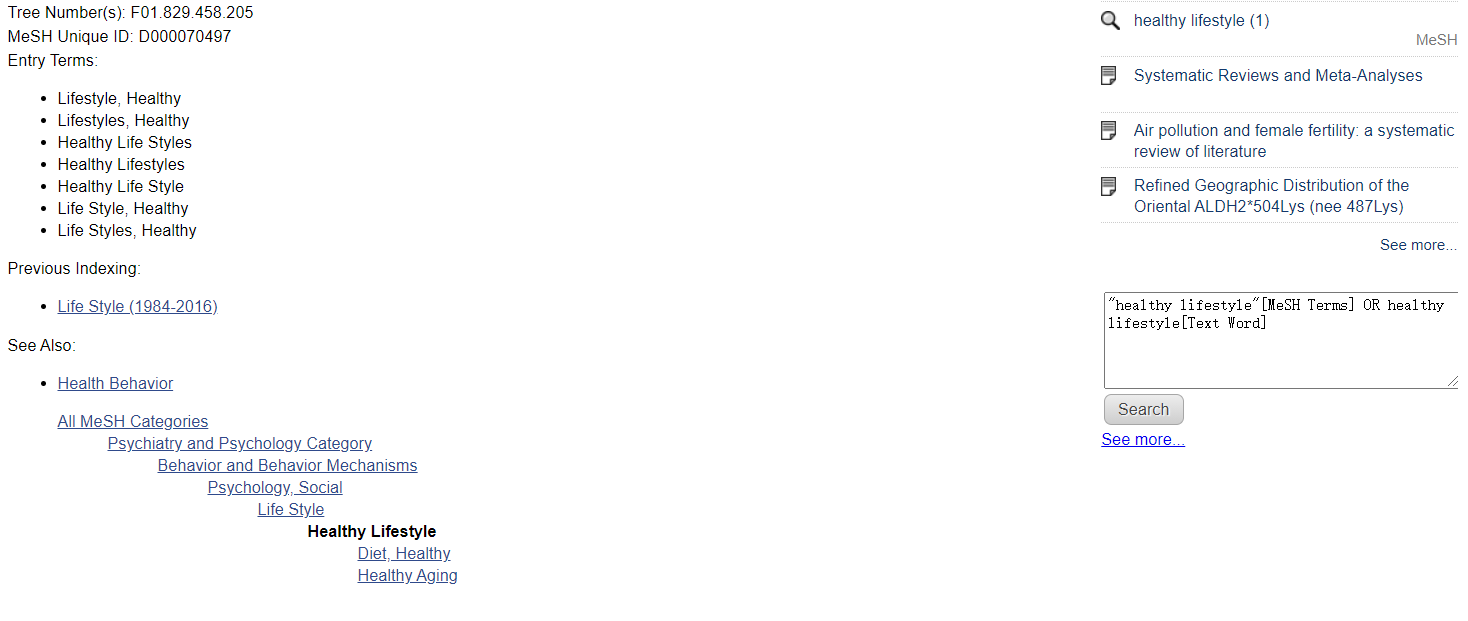 Tree Number(s): F01.829.458.205
MeSH Unique ID: D000070497
Entry Terms:
Lifestyle, Healthy
Lifestyles, Healthy
Healthy Life Styles
Healthy Lifestyles
Healthy Life Style
Life Style, Healthy
Life Styles, Healthy
Previous Indexing:
Life Style (1984-2016)
See Also:
Health Behavior
All MeSH Categories
Psychiatry and Psychology Category
Behavior and Behavior Mechanisms
Psychology, Social
Life Style
Healthy Lifestyle
Diet, Healthy
Healthy Aging
healthy lifestyle (1)
MeSH
Systematic Reviews and Meta-Analyses
Air pollution and female fertility: a systematic
review of literature
Refined Geographic Distribution of the
Oriental ALDH2*504Lys (nee 487Lys)
See more...
"healthy lifestyle"[MeSH Terms] OR healthy
lifestyle[Text Word]
Search
See more...